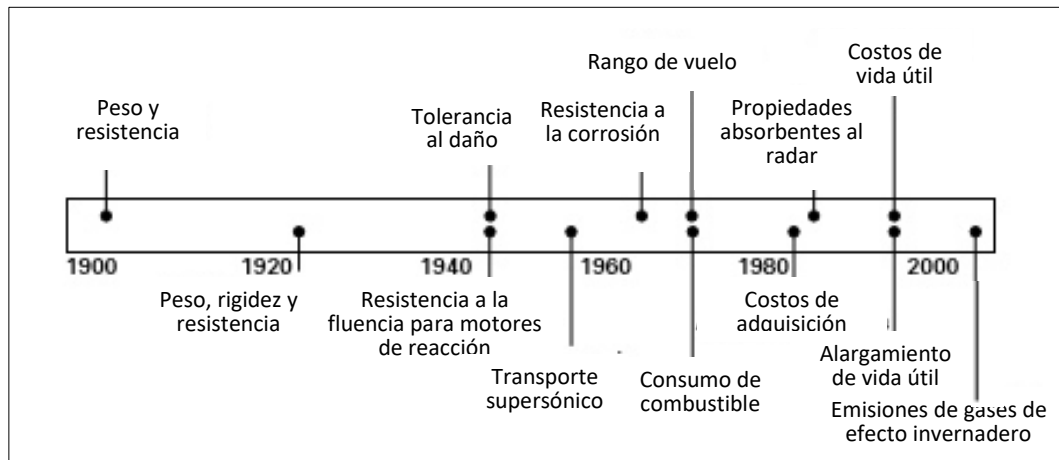 Peso y
resistencia
Tolerancia
al daño
Resistencia a
la corrosión
Rango de vuelo
Propiedades
absorbentes al
radar
Costos de
vida útil
1900
1920
1940
1960
1980
2000
Peso, rigidez y
resistencia
Resistencia a la
fluencia para motores
de reacción
Transporte
supersónico
Consumo de
combustible
Costos de
adquisición
Alargamiento
de vida útil
Emisiones de gases de
efecto invernadero